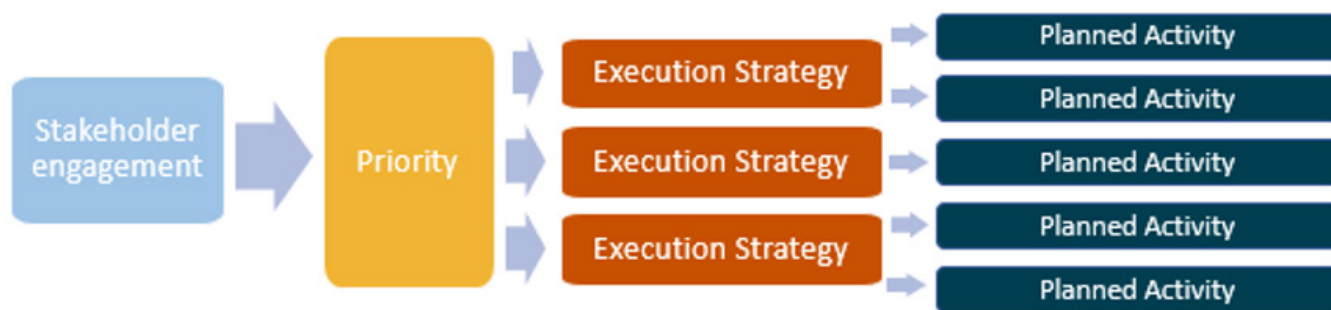 Stakeholder
engagement
Priority
Execution Strategy
Execution Strategy
Execution Strategy
Planned Activity
Planned Activity
Planned Activity
Planned Activity
Planned Activity